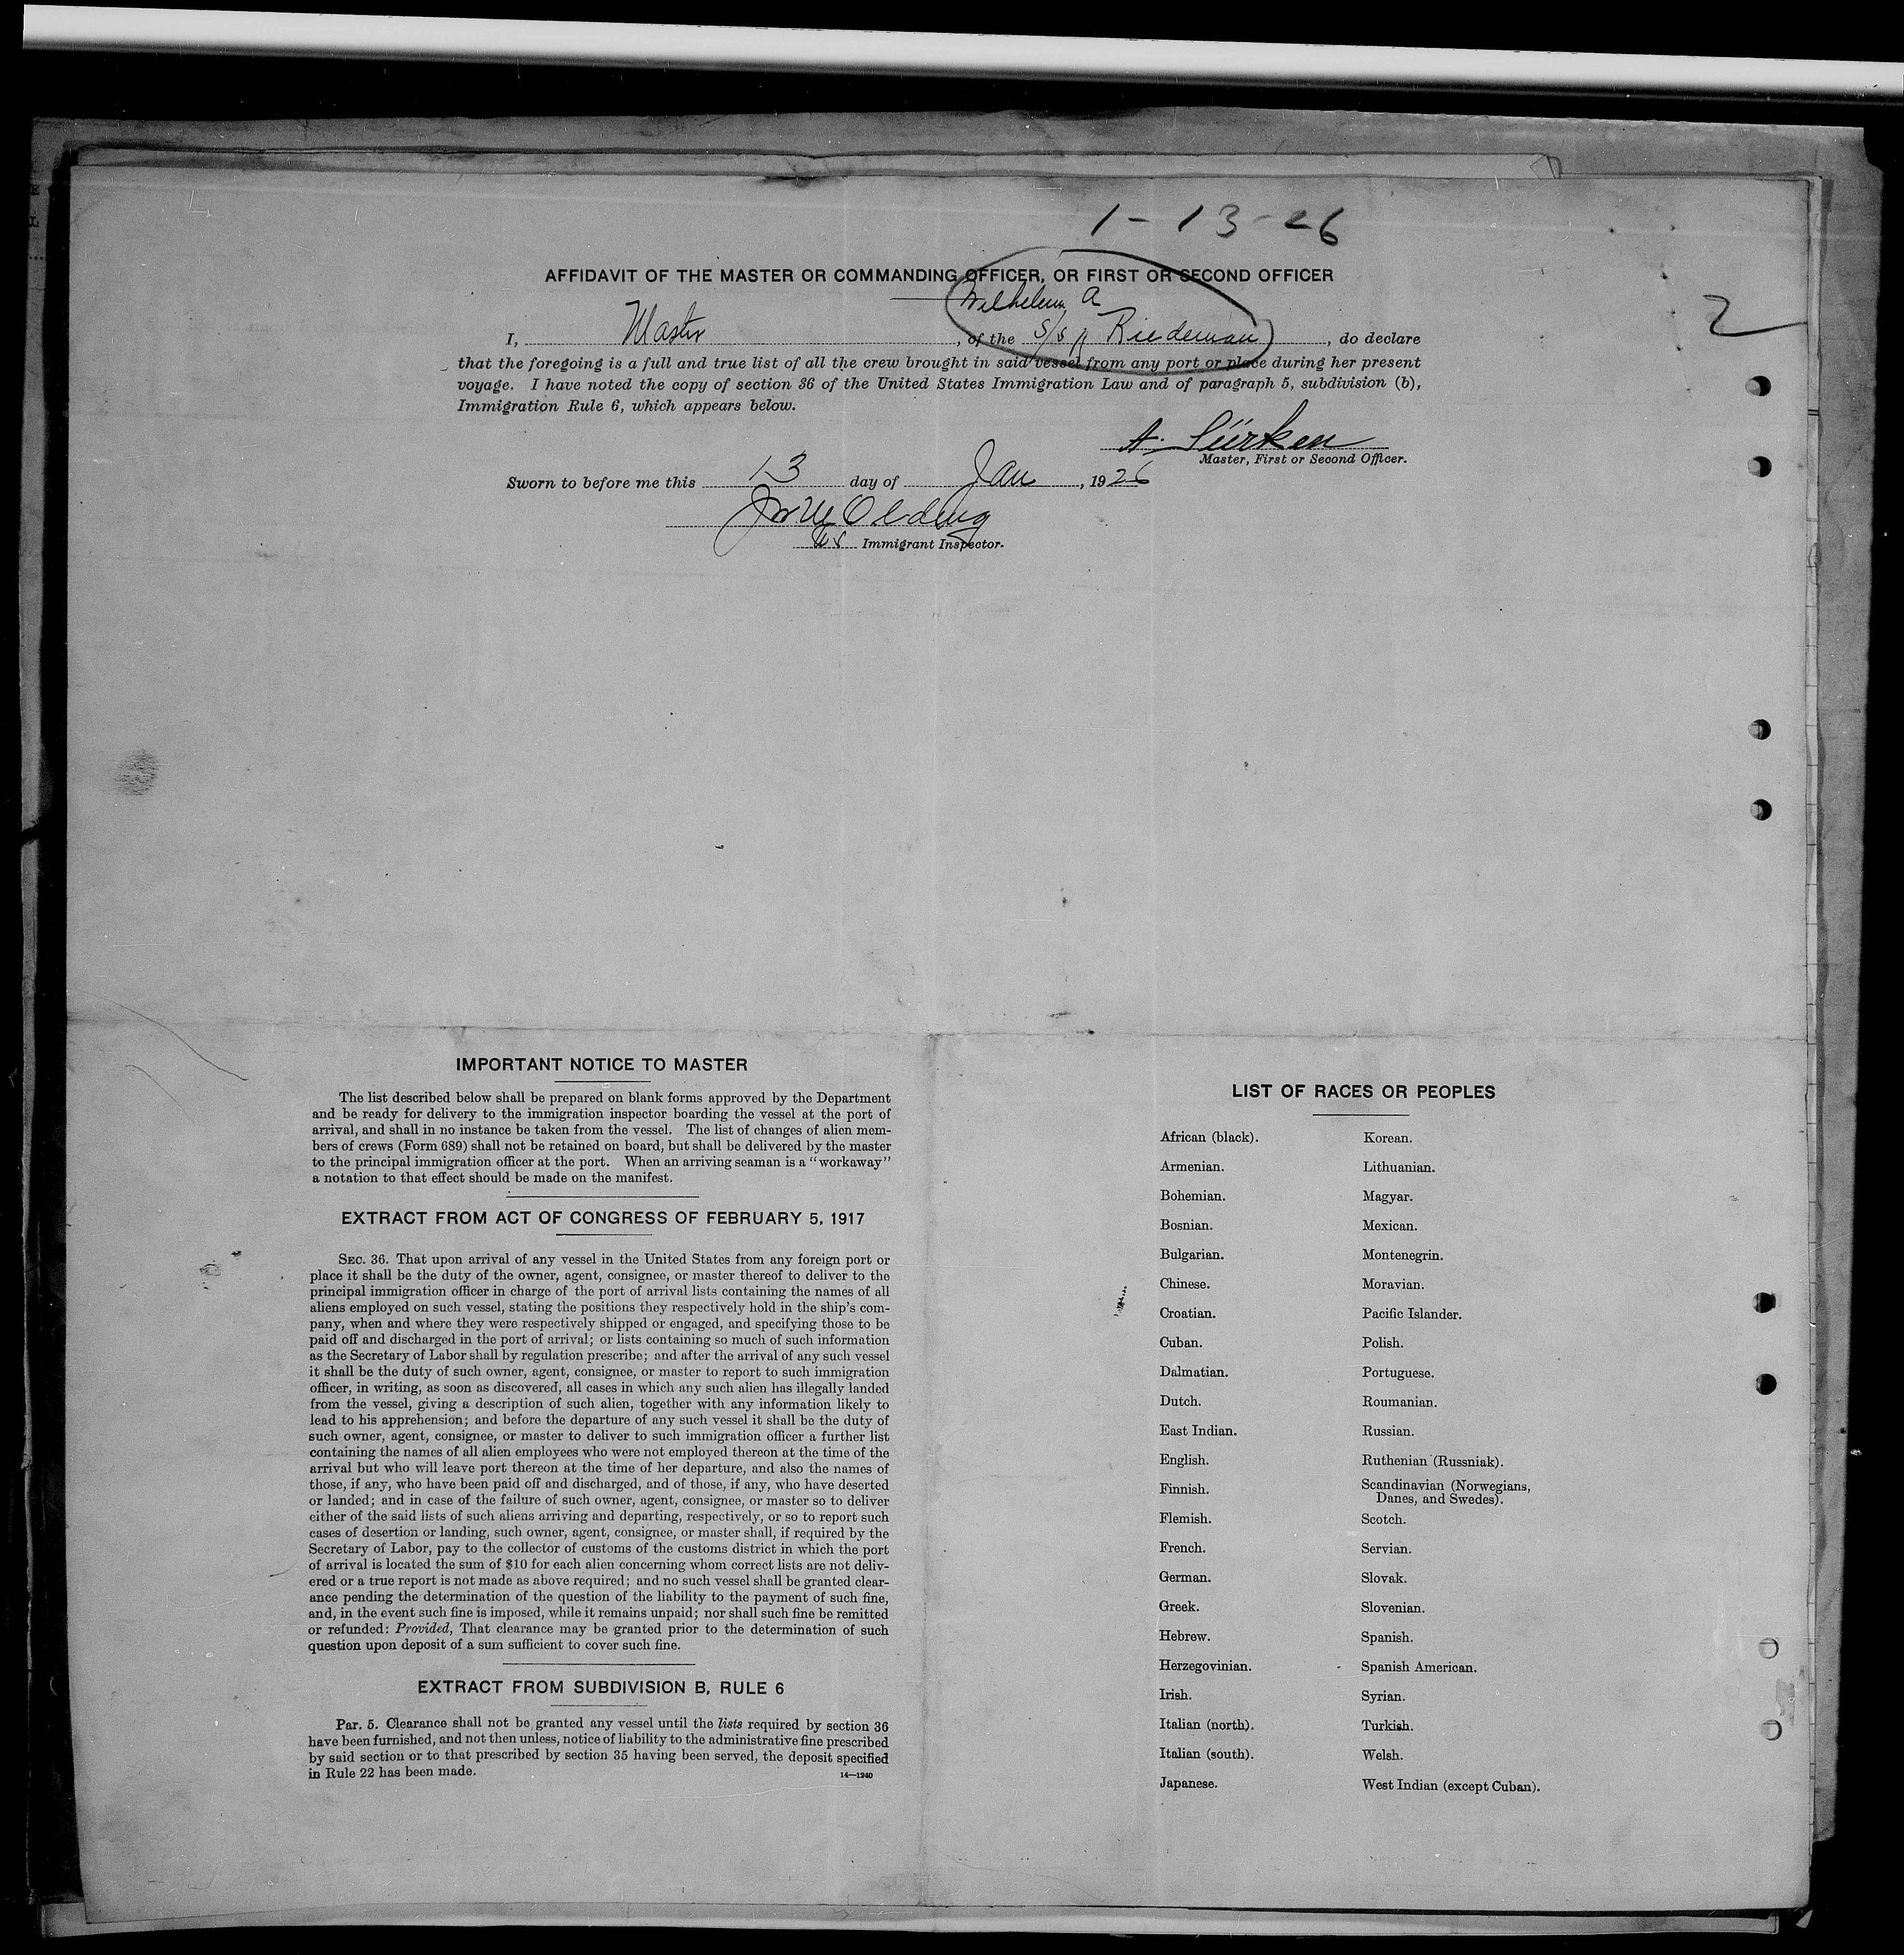 1-13-26
AFFIDAVIT OF THE MASTER OR COMMANDING OFFICER, OR FIRST OR SECOND OFFICER
Wilhelm A
2
I, Master, of the S/S Riedeman, do declare
that the foregoing is a full and true list of all the crew brought in said vessel from any port or place during her present
voyage. I have noted the copy of section 36 of the United States Immigration Law and of paragraph 5, subdivision (b),
Immigration Rule 6, which appears below.
A. Sürken
Master, First or Second Officer.
Sworn to before me this 13 day of Jan, 1926
Olding
US Immigrant Inspector.
IMPORTANT NOTICE TO MASTER
The list described below shall be prepared on blank forms approved by the Department
and be ready for delivery to the immigration inspector boarding the vessel at the port of
arrival, and shall in no instance be taken from the vessel. The list of changes of alien mem-
bers of crews (Form 689) shall not be retained on board, but shall be delivered by the master
to the principal immigration officer at the port. When an arriving seaman is a "workaway"
a notation to that effect should be made on the manifest.
EXTRACT FROM ACT OF CONGRESS OF FEBRUARY 5, 1917
SEC. 36. That upon arrival of any vessel in the United States from any foreign port or
place it shall be the duty of the owner, agent, consignee, or master thereof to deliver to the
principal immigration officer in charge of the port of arrival lists containing the names of all
aliens employed on such vessel, stating the positions they respectively hold in the ship's com-
pany, when and where they were respectively shipped or engaged, and specifying those to be
paid off and discharged in the port of arrival; or lists containing so much of such information
as the Secretary of Labor shall by regulation prescribe; and after the arrival of any such vessel
it shall be the duty of such owner, agent, consignee, or master to report to such immigration
officer, in writing, as soon as discovered, all cases in which any such alien has illegally landed
from the vessel, giving a description of such alien, together with any information likely to
lead to his apprehension; and before the departure of any such vessel it shall be the duty of
such owner, agent, consignee, or master to deliver to such immigration officer a further list
containing the names of all alien employees who were not employed thereon at the time of the
arrival but who will leave port thereon at the time of her departure, and also the names of
those, if any, who have been paid off and discharged, and of those, if any, who have deserted
or landed; and in case of the failure of such owner, agent, consignee, or master so to deliver
either of the said lists of such aliens arriving and departing, respectively, or so to report such
cases of desertion or landing, such owner, agent, consignee, or master shall, if required by the
Secretary of Labor, pay to the collector of customs of the customs district in which the port
of arrival is located the sum of $10 for each alien concerning whom correct lists are not deliv-
ered or a true report is not made as above required; and no such vessel shall be granted clear-
ance pending the determination of the question of the liability to the payment of such fine,
and, in the event such fine is imposed, while it remains unpaid; nor shall such fine be remitted
or refunded: Provided, That clearance may be granted prior to the determination of such
question upon deposit of a sum sufficient to cover such fine.
EXTRACT FROM SUBDIVISION B, RULE 6
Par. 5. Clearance shall not be granted any vessel until the lists required by section 36
have been furnished, and not then unless, notice of liability to the administrative fine prescribed
by said section or to that prescribed by section 35 having been served, the deposit specified
in Rule 22 has been made.
14—1240
LIST OF RACES OR PEOPLES
African (black).
Armenian.
Bohemian.
Bosnian.
Bulgarian.
Chinese.
Croatian.
Cuban.
Dalmatian.
Dutch.
East Indian.
English.
Finnish.
Flemish.
French.
German.
Greek.
Hebrew.
Herzegovinian.
Irish.
Italian (north).
Italian (south).
Japanese.
Korean.
Lithuanian.
Magyar.
Mexican.
Montenegrin.
Moravian.
Pacific Islander.
Polish.
Portuguese.
Roumanian.
Russian.
Ruthenian (Russniak).
Scandinavian (Norwegians,
Danes, and Swedes).
Scotch.
Servian.
Slovak.
Slovenian.
Spanish.
Spanish American.
Syrian.
Turkish.
Welsh.
West Indian (except Cuban).